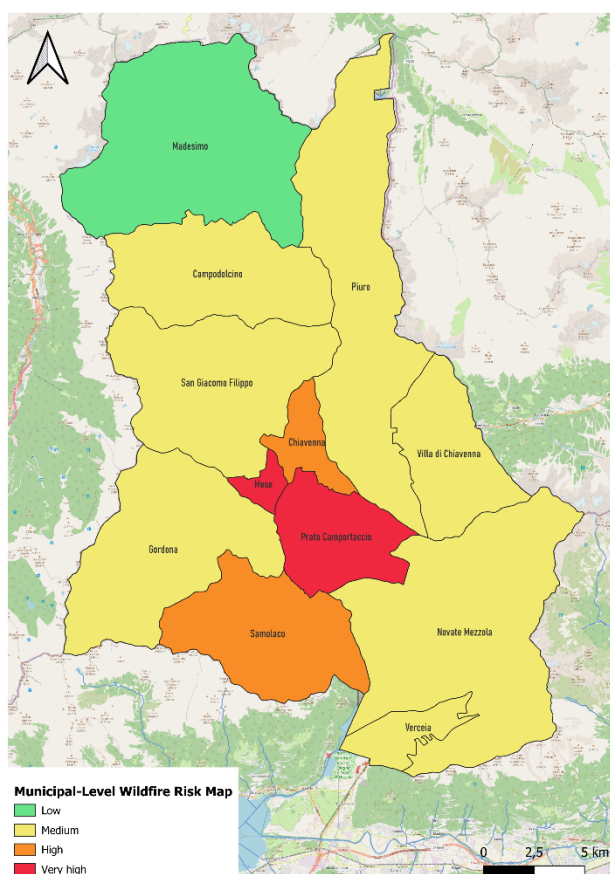 Madesimo
Campodolcino
Piuro
San Giacomo Filippo
Chiavenna
Villa di Chiavenna
Mese
Prata Camportaccio
Gordona
Samolaco
Novate Mezzola
Verceia
Municipal-Level Wildfire Risk Map
Low
Medium
High
Very high
0 2,5 5 km